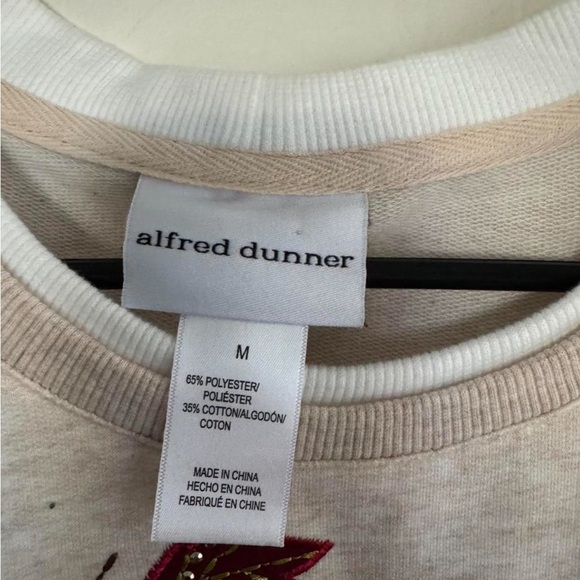 alfred dunner
M
65% POLYESTER/
POLIÉSTER
35% COTTON/ALGODÓN/
COTON
MADE IN CHINA
HECHO EN CHINA
FABRIQUÉ EN CHINE